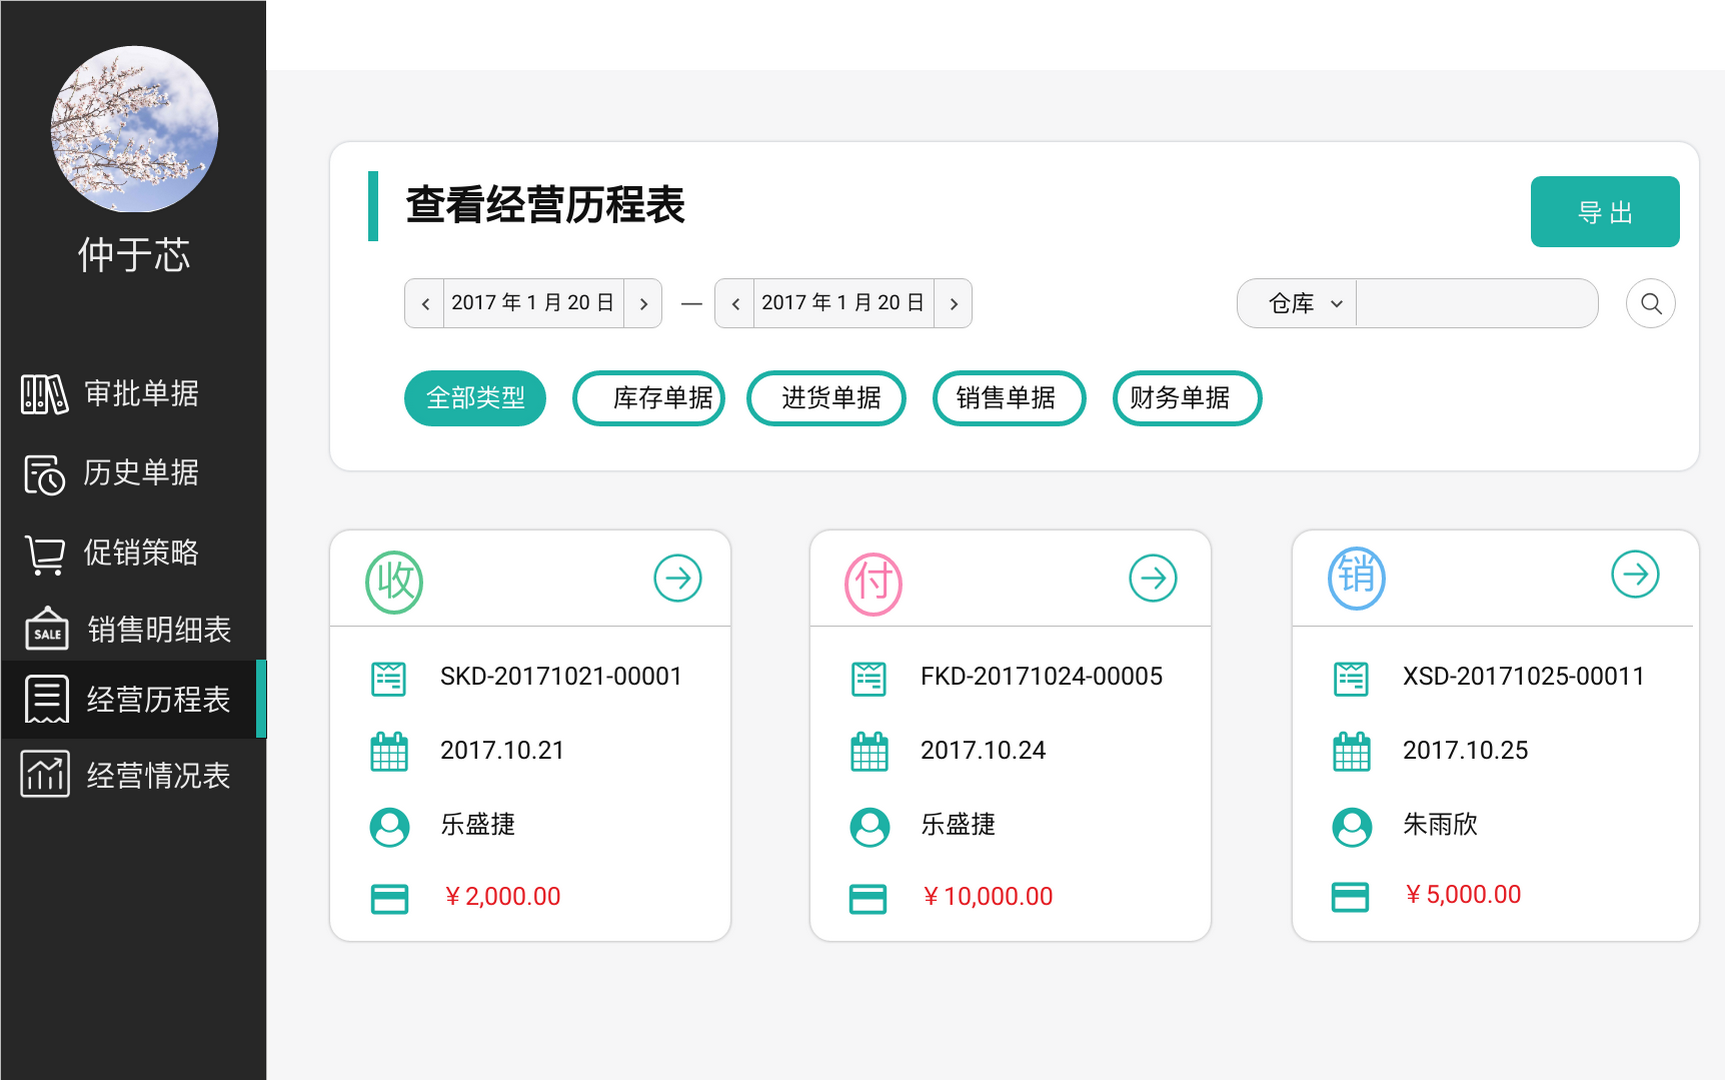 仲于芯
审批单据
历史单据
促销策略
SALE
销售明细表
经营历程表
经营情况表
查看经营历程表
导 出
2017 年 1 月 20 日 — 2017 年 1 月 20 日
仓库
全部类型 库存单据 进货单据 销售单据 财务单据
收
SKD-20171021-00001
2017.10.21
乐盛捷
¥ 2,000.00
付
FKD-20171024-00005
2017.10.24
乐盛捷
¥ 10,000.00
销
XSD-20171025-00011
2017.10.25
朱雨欣
¥ 5,000.00